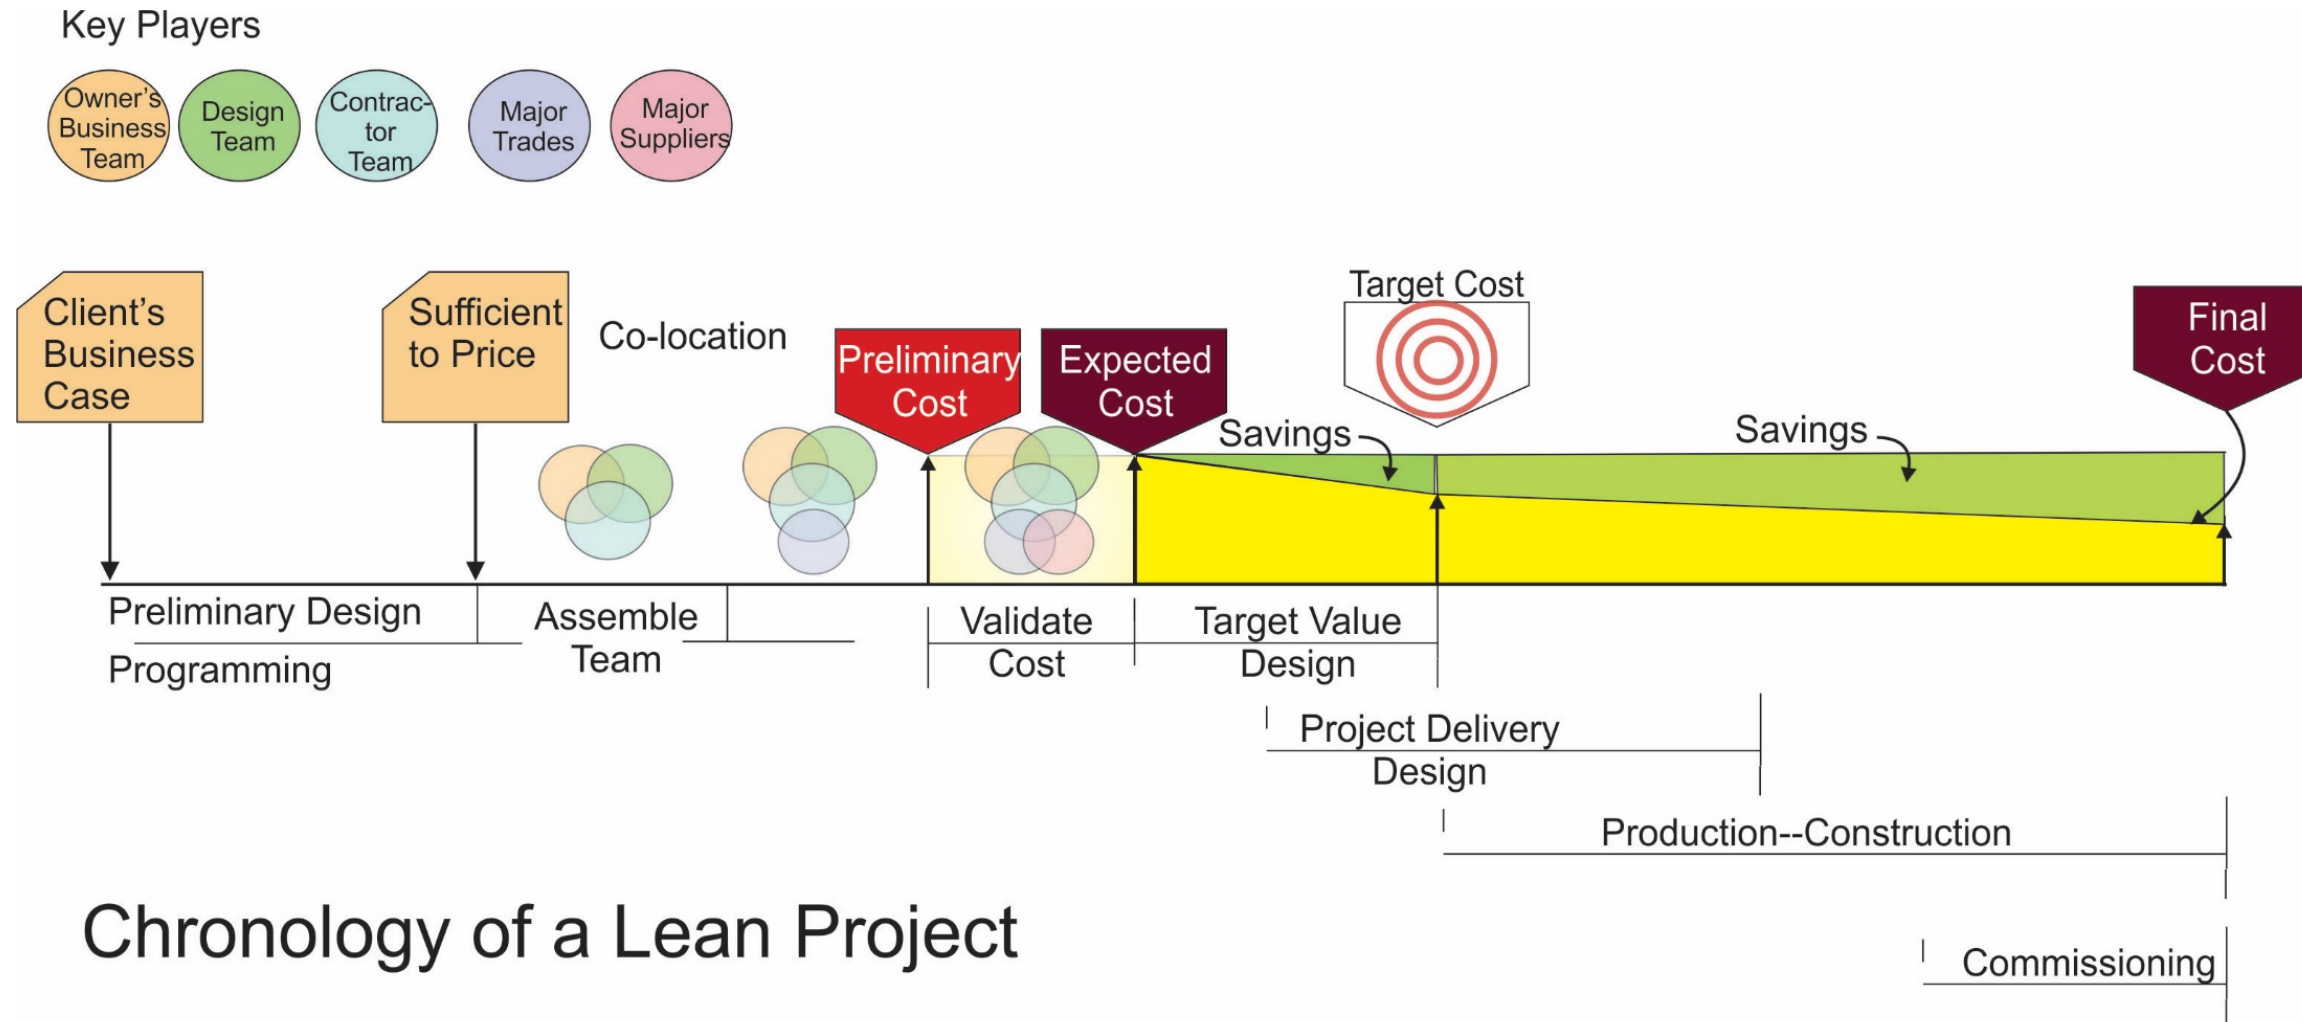 Key Players
Owner's
Business
Team
Design
Team
Contrac-
tor
Team
Major
Trades
Major
Suppliers
Client's
Business
Case
Sufficient
to Price
Co-location
Preliminary
Cost
Expected
Cost
Target Cost
Final
Cost
Savings
Savings
Preliminary Design
Programming
Assemble
Team
Validate
Cost
Target Value
Design
Project Delivery
Design
Production--Construction
Commissioning
Chronology of a Lean Project